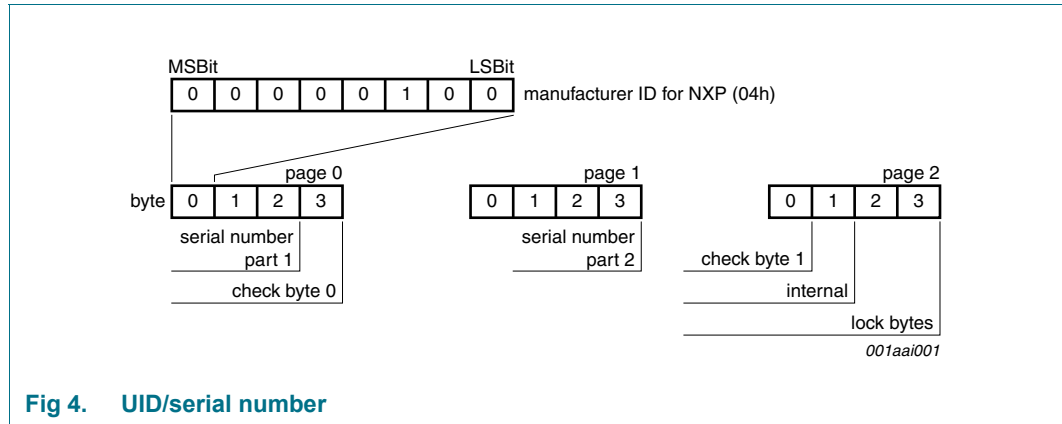 MSBit LSBit
0 0 0 0 0 1 0 0 manufacturer ID for NXP (04h)
page 0 page 1 page 2
byte 0 1 2 3 0 1 2 3 0 1 2 3
serial number part 1
serial number part 2
check byte 1
check byte 0
internal
lock bytes
001aai001
Fig 4. UID/serial number